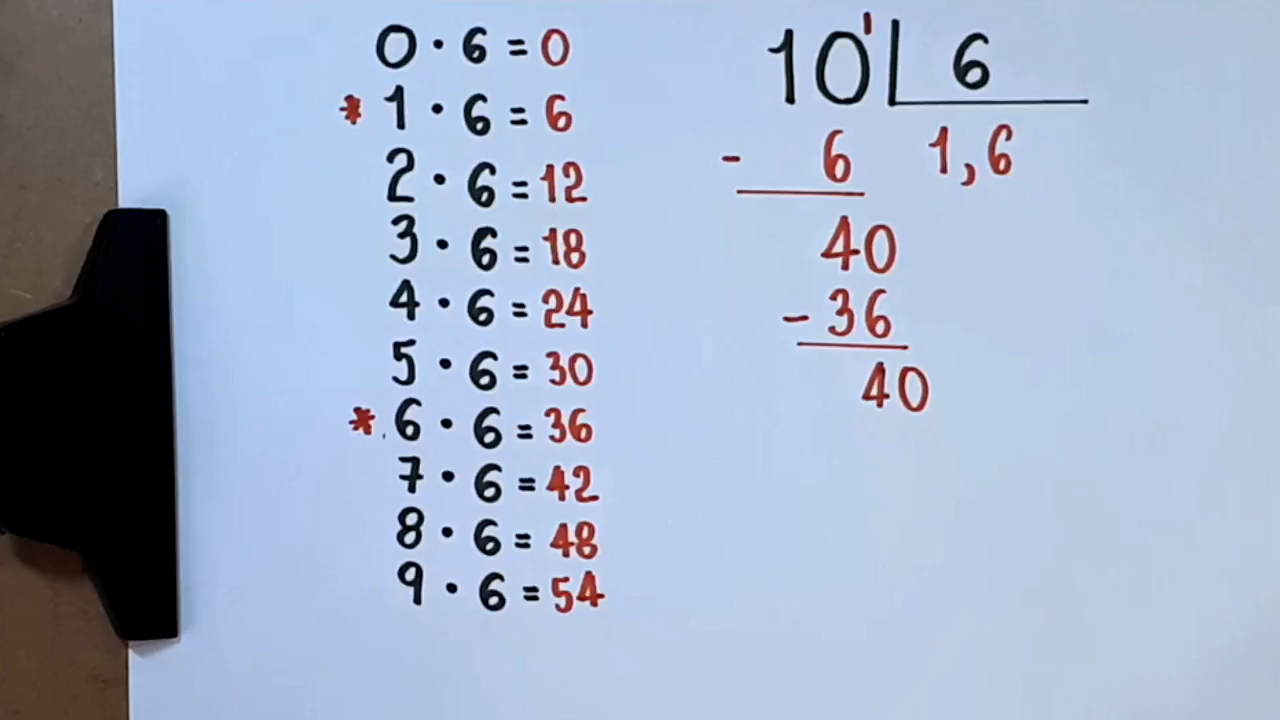 0 · 6 = 0
* 1 · 6 = 6
2 · 6 = 12
3 · 6 = 18
4 · 6 = 24
5 · 6 = 30
* 6 · 6 = 36
7 · 6 = 42
8 · 6 = 48
9 · 6 = 54
10' 6
- 6 1,6
40
- 36
40